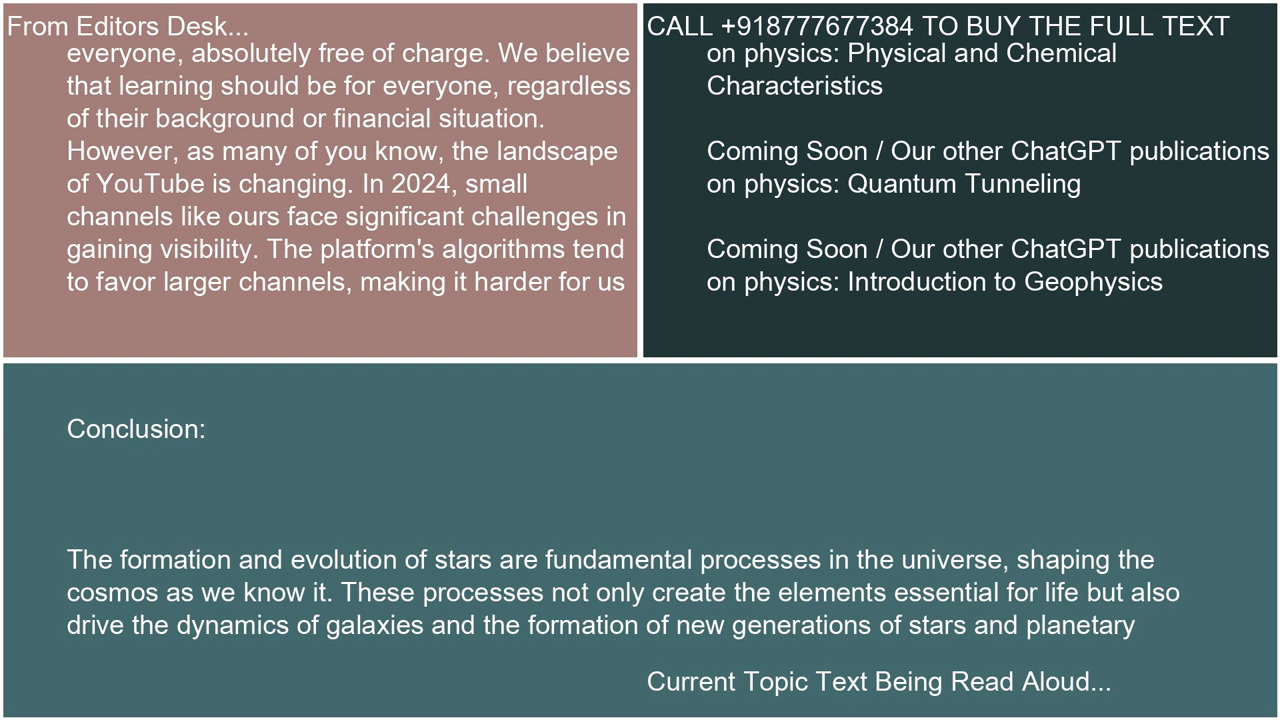 From Editors Desk...
everyone, absolutely free of charge. We believe
that learning should be for everyone, regardless
of their background or financial situation.
However, as many of you know, the landscape
of YouTube is changing. In 2024, small
channels like ours face significant challenges in
gaining visibility. The platform's algorithms tend
to favor larger channels, making it harder for us
CALL +918777677384 TO BUY THE FULL TEXT
on physics: Physical and Chemical
Characteristics
Coming Soon / Our other ChatGPT publications
on physics: Quantum Tunneling
Coming Soon / Our other ChatGPT publications
on physics: Introduction to Geophysics
Conclusion:
The formation and evolution of stars are fundamental processes in the universe, shaping the
cosmos as we know it. These processes not only create the elements essential for life but also
drive the dynamics of galaxies and the formation of new generations of stars and planetary
Current Topic Text Being Read Aloud...